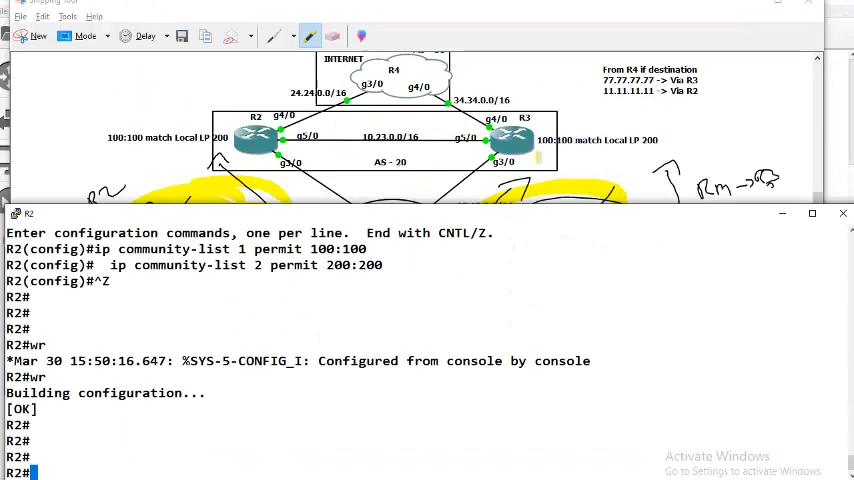 Snipping Tool
File Edit Tools Help
New Mode Delay
INTERNET
R4
g3/0
g4/0
24.24.0.0/16
34.34.0.0/16
From R4 if destination
77.77.77.77 -> Via R3
11.11.11.11 -> Via R2
R2
g4/0
g4/0
R3
100:100 match Local LP 200
g5/0
10.23.0.0/16
g5/0
100:100 match Local LP 200
g3/0
AS - 20
g3/0
R2
R2
Enter configuration commands, one per line. End with CNTL/Z.
R2(config)#ip community-list 1 permit 100:100
R2(config)# ip community-list 2 permit 200:200
R2(config)#^Z
R2#
R2#
R2#
R2#wr
*Mar 30 15:50:16.647: %SYS-5-CONFIG_I: Configured from console by console
R2#wr
Building configuration...
[OK]
R2#
R2#
R2#
R2#
Activate Windows
Go to Settings to activate Windows.